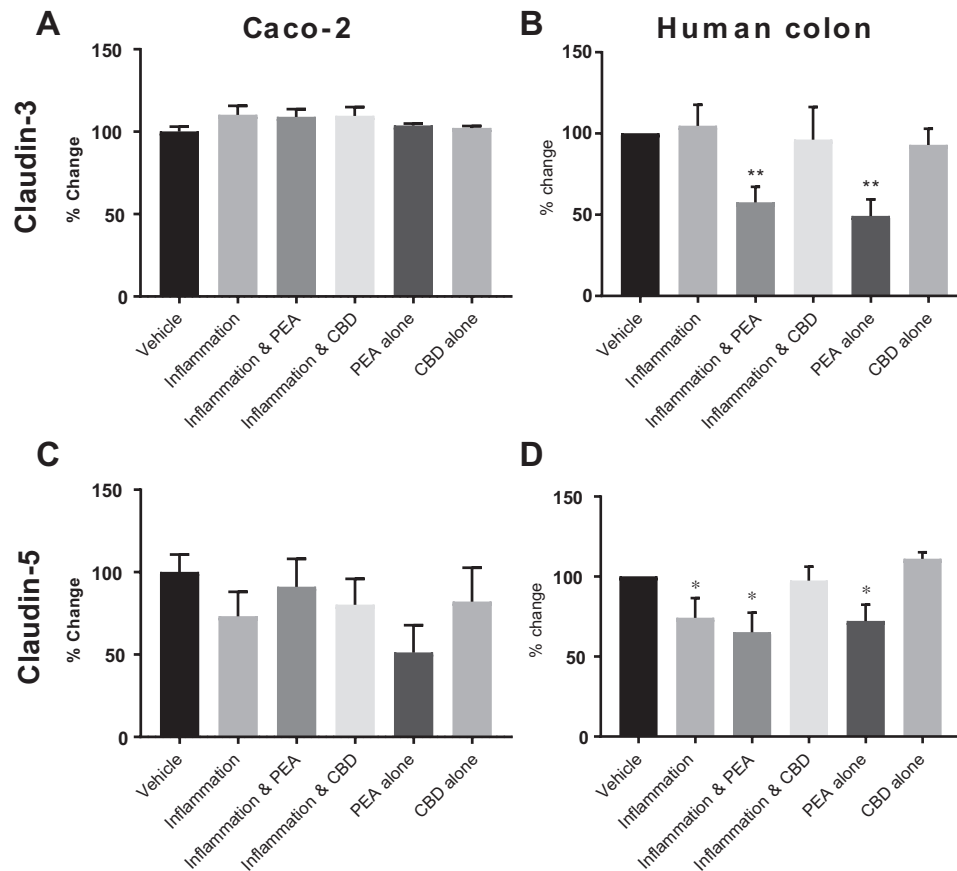 A
Caco-2
B
Human colon
Claudin-3
% Change
150
100
50
0
Vehicle
Inflammation
Inflammation & PEA
Inflammation & CBD
PEA alone
CBD alone
% change
150
100
50
0
**
**
Vehicle
Inflammation
Inflammation & PEA
Inflammation & CBD
PEA alone
CBD alone
C
D
Claudin-5
% Change
150
100
50
0
Vehicle
Inflammation
Inflammation & PEA
Inflammation & CBD
PEA alone
CBD alone
% change
150
100
50
0
*
*
*
Vehicle
Inflammation
Inflammation & PEA
Inflammation & CBD
PEA alone
CBD alone